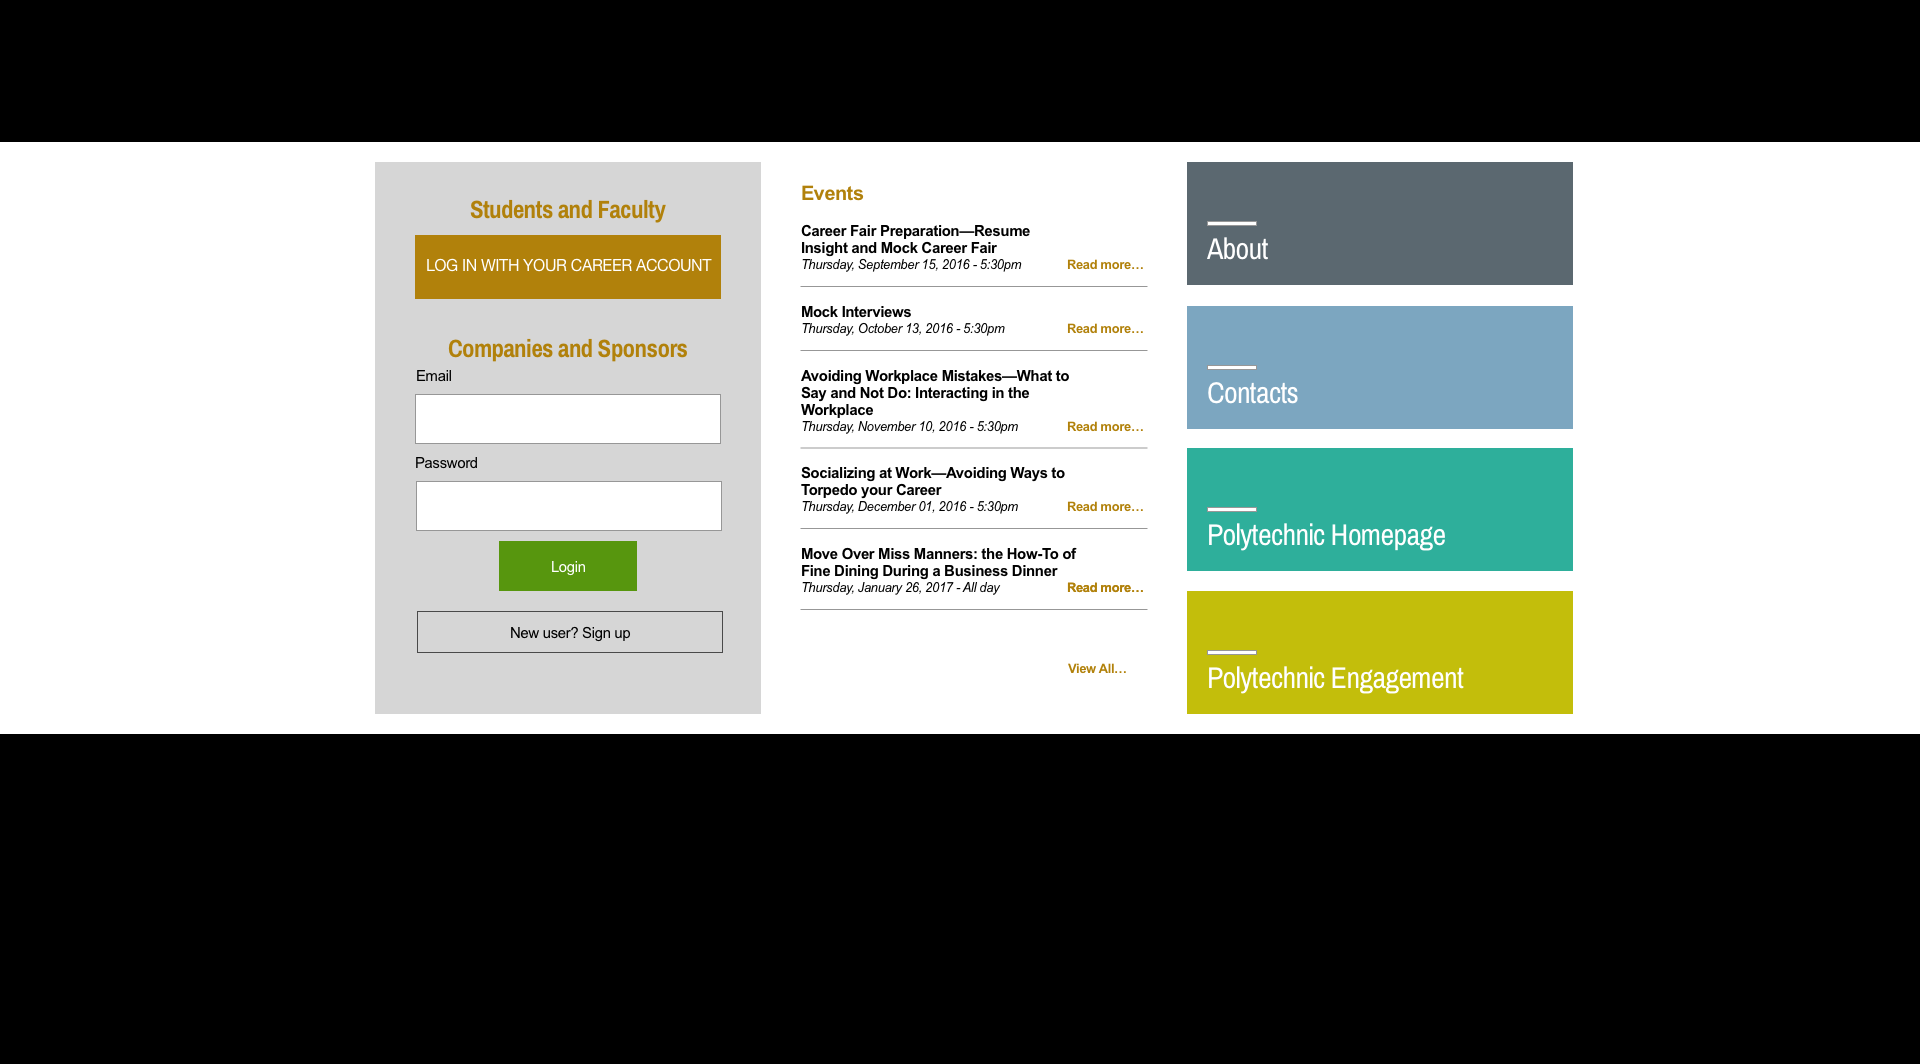 Students and Faculty
LOG IN WITH YOUR CAREER ACCOUNT
Companies and Sponsors
Email
Password
Login
New user? Sign up
Events
Career Fair Preparation—Resume
Insight and Mock Career Fair
Thursday, September 15, 2016 - 5:30pm
Read more…
Mock Interviews
Thursday, October 13, 2016 - 5:30pm
Read more…
Avoiding Workplace Mistakes—What to
Say and Not Do: Interacting in the
Workplace
Thursday, November 10, 2016 - 5:30pm
Read more…
Socializing at Work—Avoiding Ways to
Torpedo your Career
Thursday, December 01, 2016 - 5:30pm
Read more…
Move Over Miss Manners: the How-To of
Fine Dining During a Business Dinner
Thursday, January 26, 2017 - All day
Read more…
View All…
About
Contacts
Polytechnic Homepage
Polytechnic Engagement